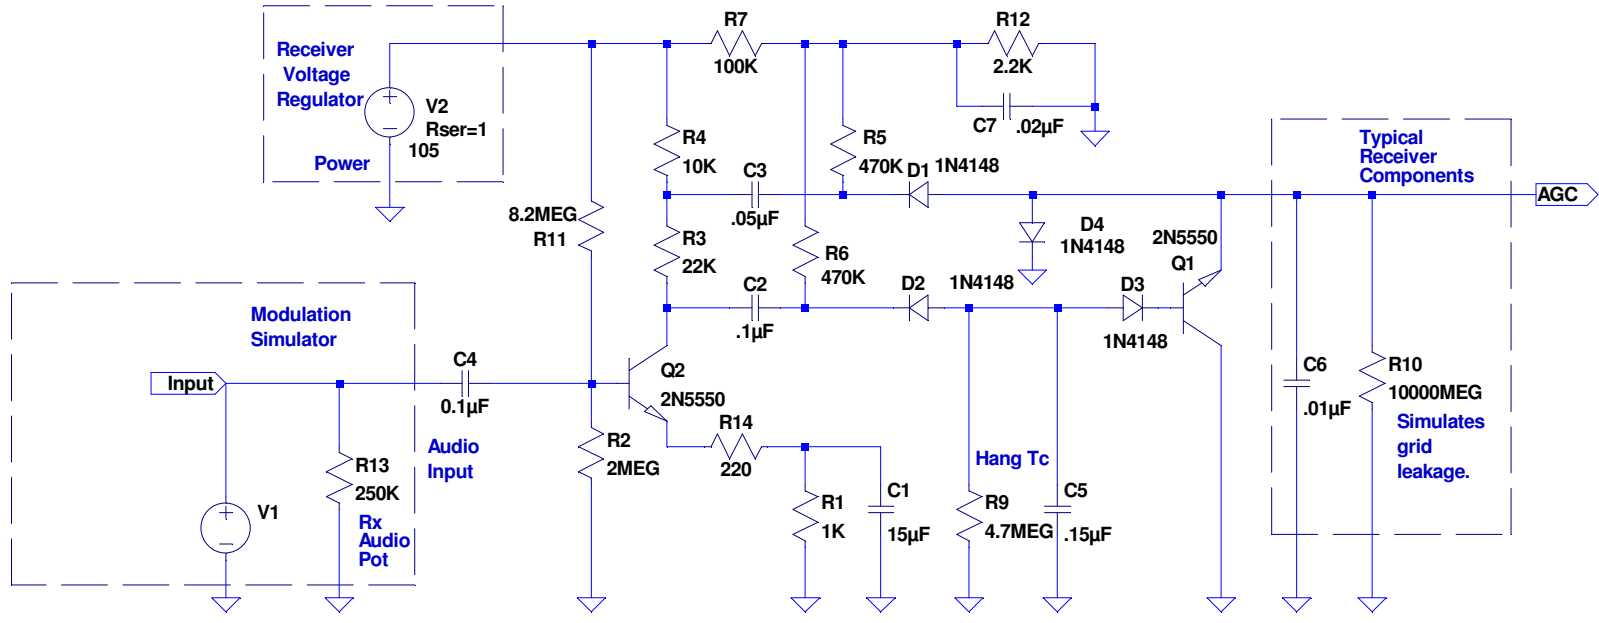 Receiver
Voltage
Regulator
V2
Rser=1
105
Power
R7
100K
R12
2.2K
C7
.02µF
R4
10K
R5
470K
C3
.05µF
D1
1N4148
Typical
Receiver
Components
AGC
8.2MEG
R11
R3
22K
R6
470K
D4
1N4148
2N5550
Q1
C2
.1µF
D2
1N4148
D3
1N4148
Modulation
Simulator
Input
C4
0.1µF
Q2
2N5550
C6
.01µF
R10
10000MEG
Simulates
grid
leakage.
Audio
Input
R2
2MEG
R14
220
Hang Tc
R13
250K
V1
Rx
Audio
Pot
R1
1K
C1
15µF
R9
4.7MEG
C5
.15µF